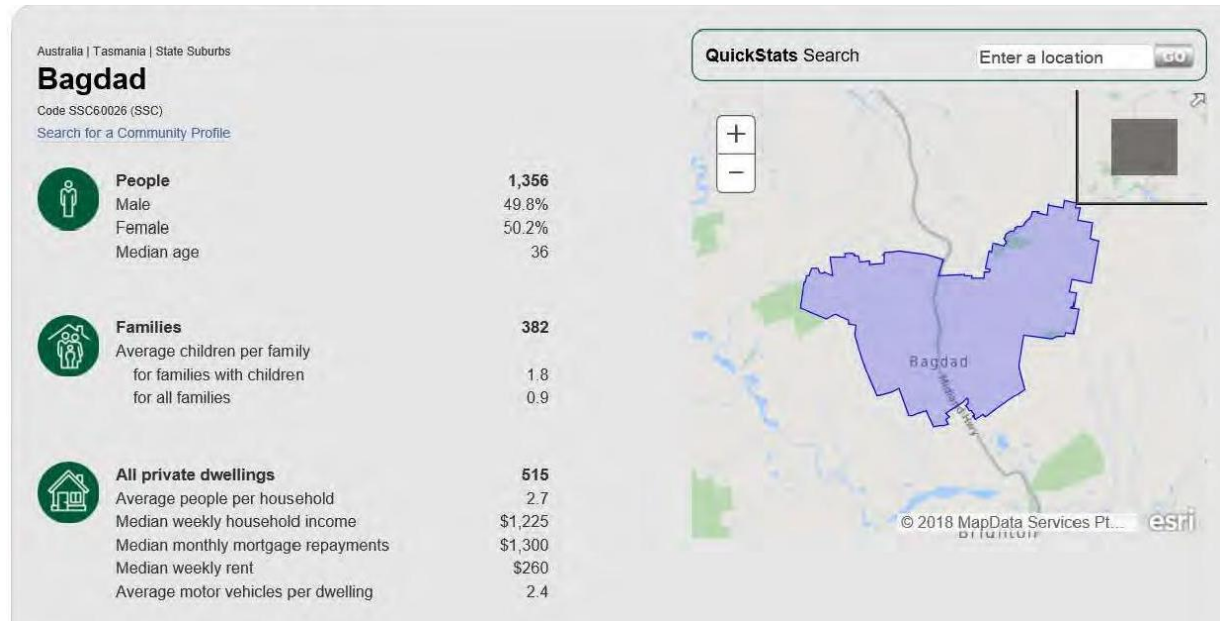 Australia | Tasmania | State Suburbs
Bagdad
Code SSC60026 (SSC)
Search for a Community Profile
People 1,356
Male 49.8%
Female 50.2%
Median age 36
Families 382
Average children per family
for families with children 1.8
for all families 0.9
All private dwellings 515
Average people per household 2.7
Median weekly household income $1,225
Median monthly mortgage repayments $1,300
Median weekly rent $260
Average motor vehicles per dwelling 2.4
QuickStats Search Enter a location GO
+
−
Bagdad
Midland Hwy
© 2018 MapData Services Pt... esri
Brighton